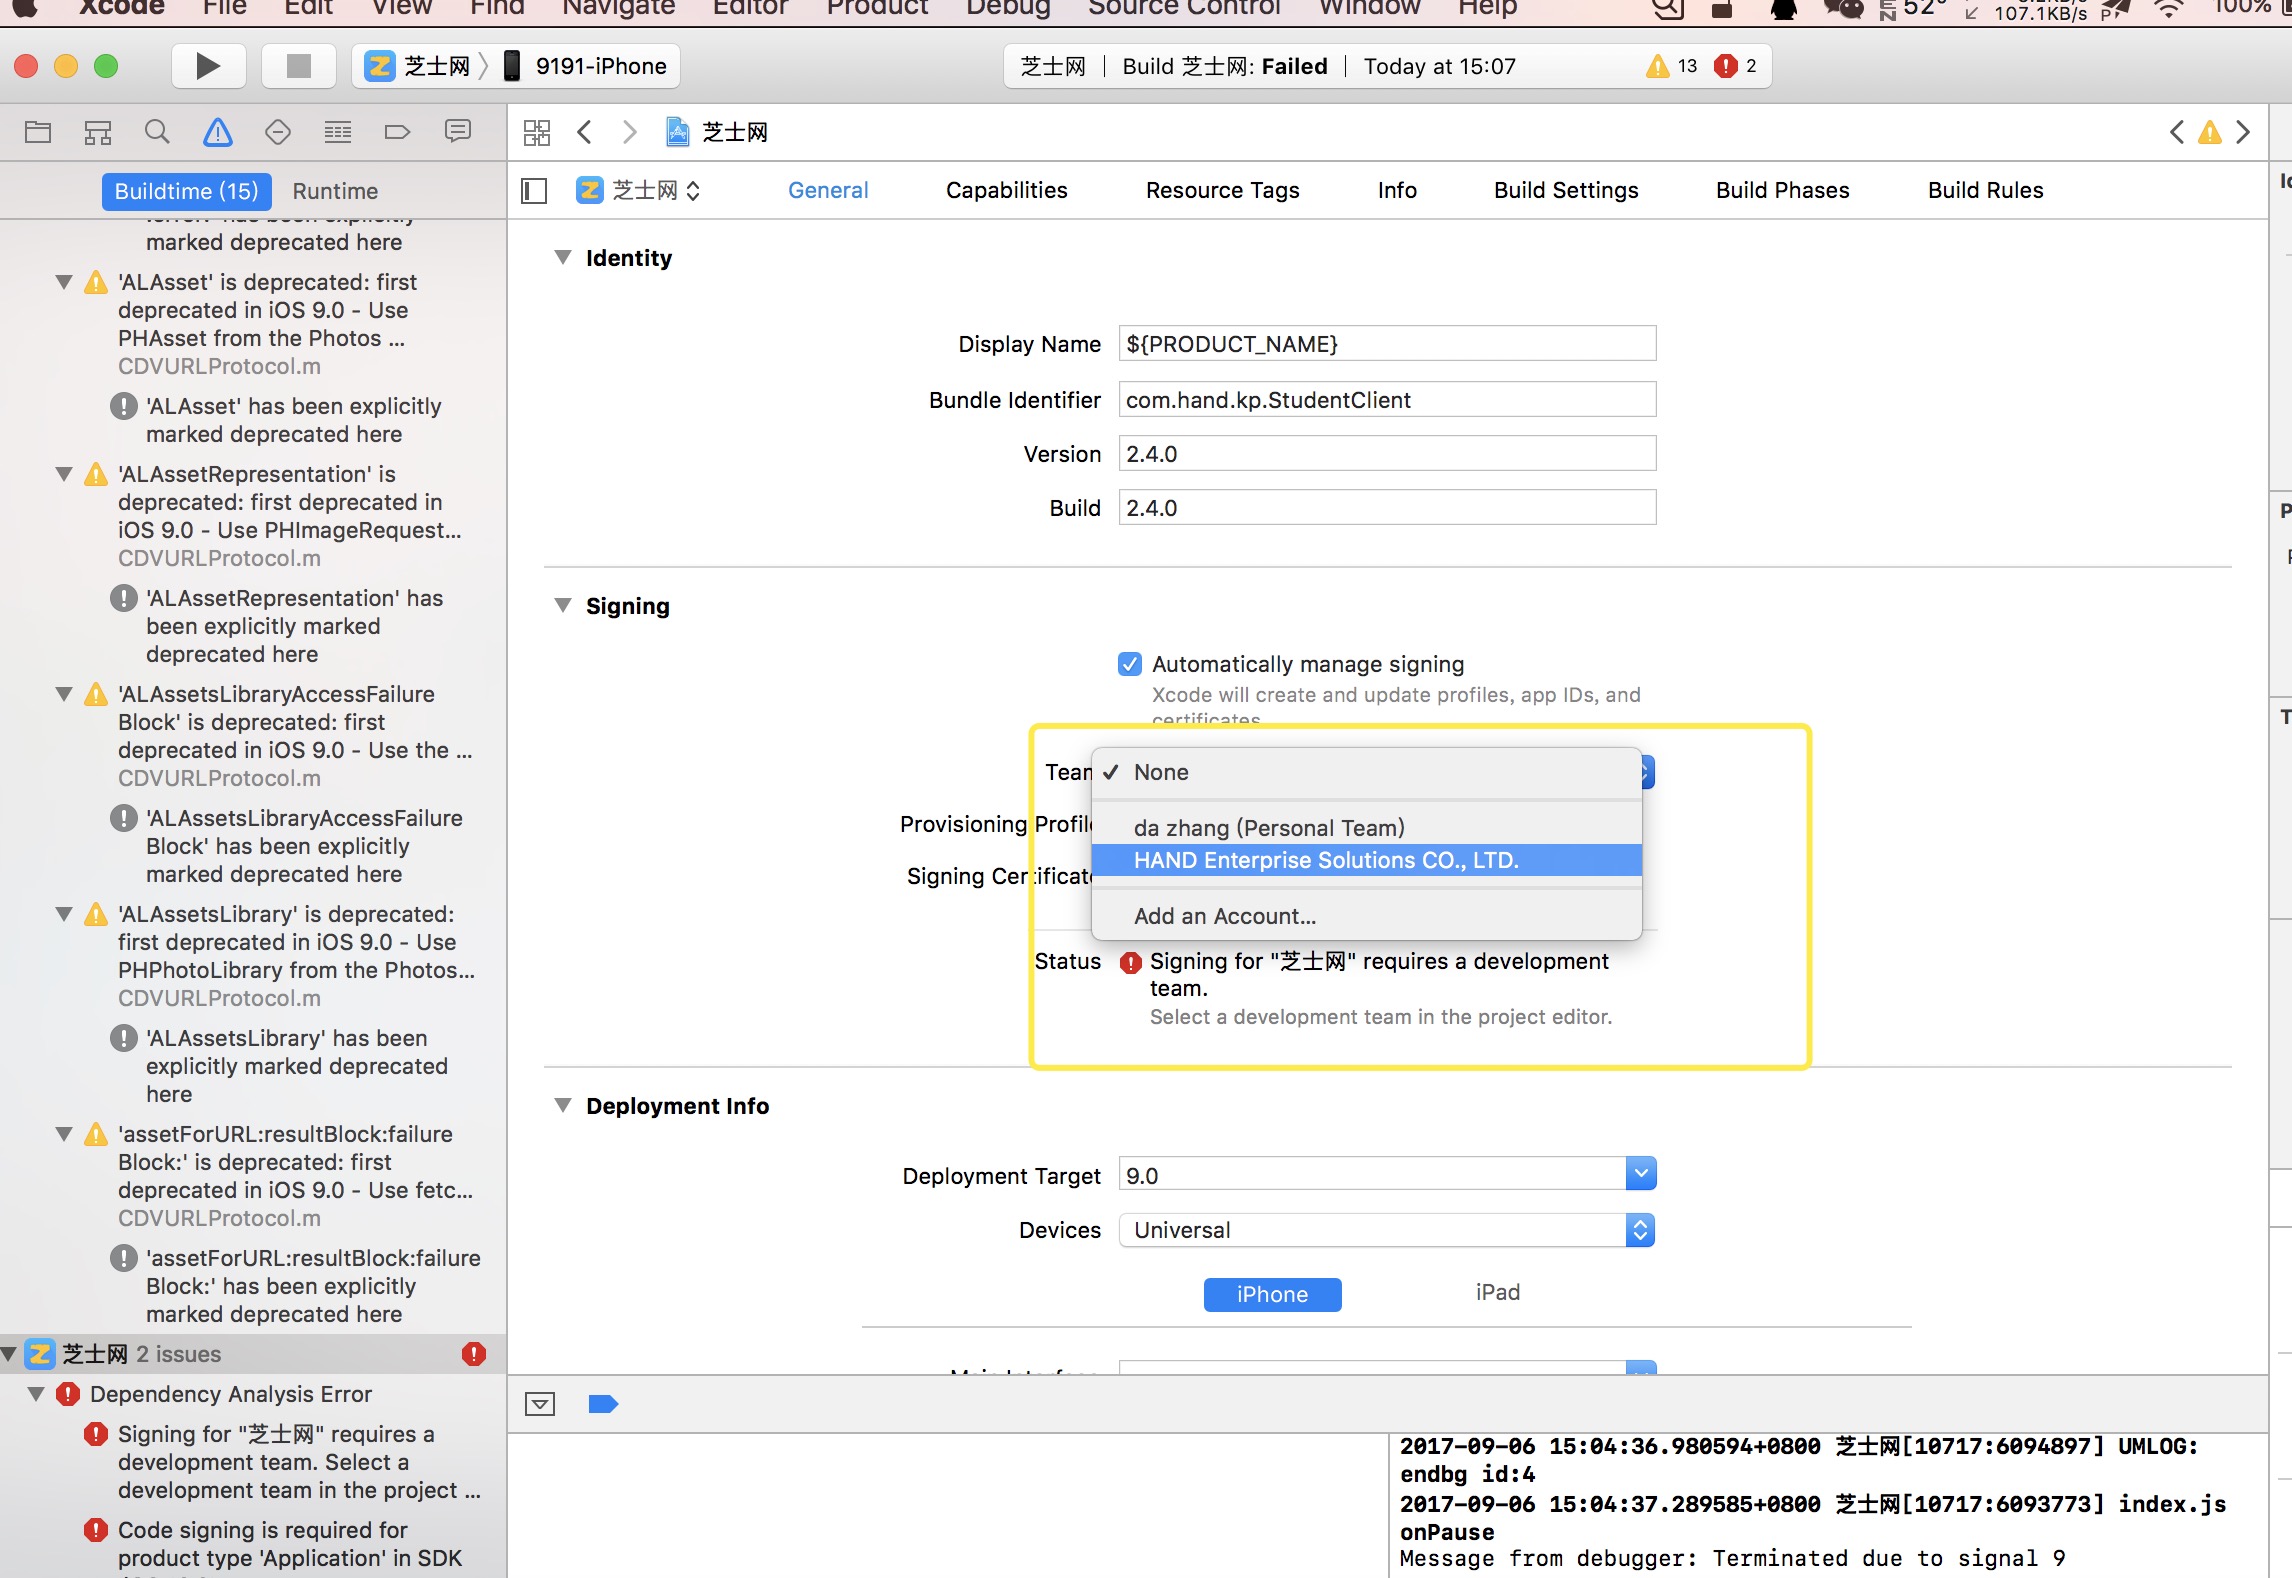 Xcode File Edit View Find Navigate Editor Product Debug Source Control Window Help 52° 107.1KB/s 100%
芝士网 9191-iPhone
芝士网 | Build 芝士网: Failed | Today at 15:07 13 2
芝士网
Buildtime (15) Runtime
芝士网 General Capabilities Resource Tags Info Build Settings Build Phases Build Rules
marked deprecated here
'ALAsset' is deprecated: first
deprecated in iOS 9.0 - Use
PHAsset from the Photos ...
CDVURLProtocol.m
'ALAsset' has been explicitly
marked deprecated here
'ALAssetRepresentation' is
deprecated: first deprecated in
iOS 9.0 - Use PHImageRequest...
CDVURLProtocol.m
'ALAssetRepresentation' has
been explicitly marked
deprecated here
'ALAssetsLibraryAccessFailure
Block' is deprecated: first
deprecated in iOS 9.0 - Use the ...
CDVURLProtocol.m
'ALAssetsLibraryAccessFailure
Block' has been explicitly
marked deprecated here
'ALAssetsLibrary' is deprecated:
first deprecated in iOS 9.0 - Use
PHPhotoLibrary from the Photos...
CDVURLProtocol.m
'ALAssetsLibrary' has been
explicitly marked deprecated
here
'assetForURL:resultBlock:failure
Block:' is deprecated: first
deprecated in iOS 9.0 - Use fetc...
CDVURLProtocol.m
'assetForURL:resultBlock:failure
Block:' has been explicitly
marked deprecated here
芝士网 2 issues
Dependency Analysis Error
Signing for "芝士网" requires a
development team. Select a
development team in the project ...
Code signing is required for
product type 'Application' in SDK
Identity
Display Name ${PRODUCT_NAME}
Bundle Identifier com.hand.kp.StudentClient
Version 2.4.0
Build 2.4.0
Signing
Automatically manage signing
Xcode will create and update profiles, app IDs, and
certificates.
Team ✓ None
da zhang (Personal Team)
Provisioning Profile
HAND Enterprise Solutions CO., LTD.
Signing Certificate
Add an Account...
Status Signing for "芝士网" requires a development
team.
Select a development team in the project editor.
Deployment Info
Deployment Target 9.0
Devices Universal
iPhone iPad
Main Interface
2017-09-06 15:04:36.980594+0800 芝士网[10717:6094897] UMLOG:
endbg id:4
2017-09-06 15:04:37.289585+0800 芝士网[10717:6093773] index.js
onPause
Message from debugger: Terminated due to signal 9